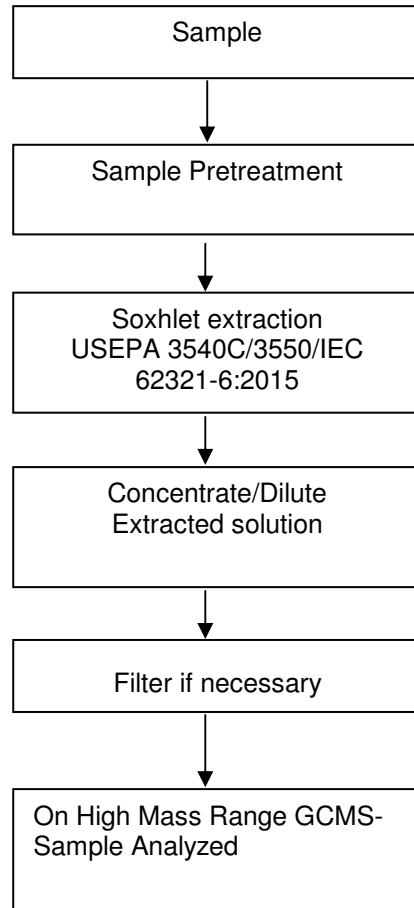 Sample
Sample Pretreatment
Soxhlet extraction
USEPA 3540C/3550/IEC
62321-6:2015
Concentrate/Dilute
Extracted solution
Filter if necessary
On High Mass Range GCMS-
Sample Analyzed